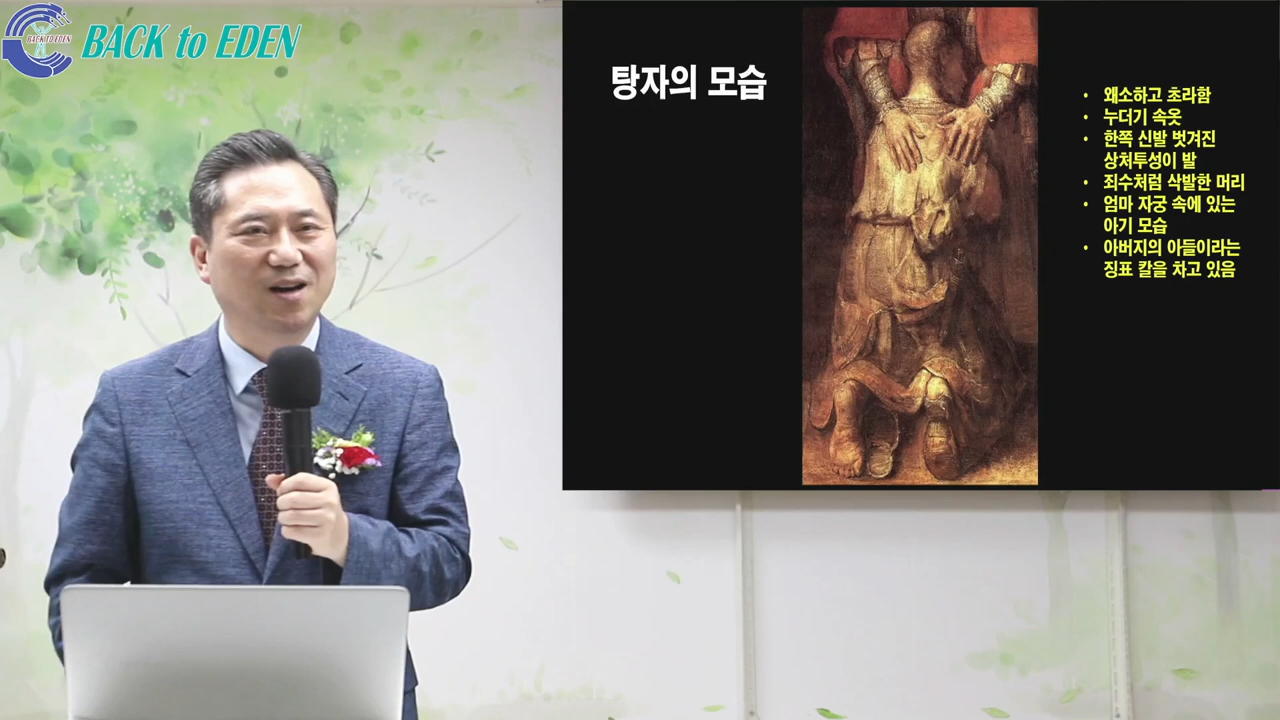 BACK TO EDEN
BACK to EDEN
탕자의 모습
• 왜소하고 초라함
• 누더기 속옷
• 한쪽 신발 벗겨진
상처투성이 발
• 죄수처럼 삭발한 머리
• 엄마 자궁 속에 있는
아기 모습
• 아버지의 아들이라는
징표 칼을 차고 있음